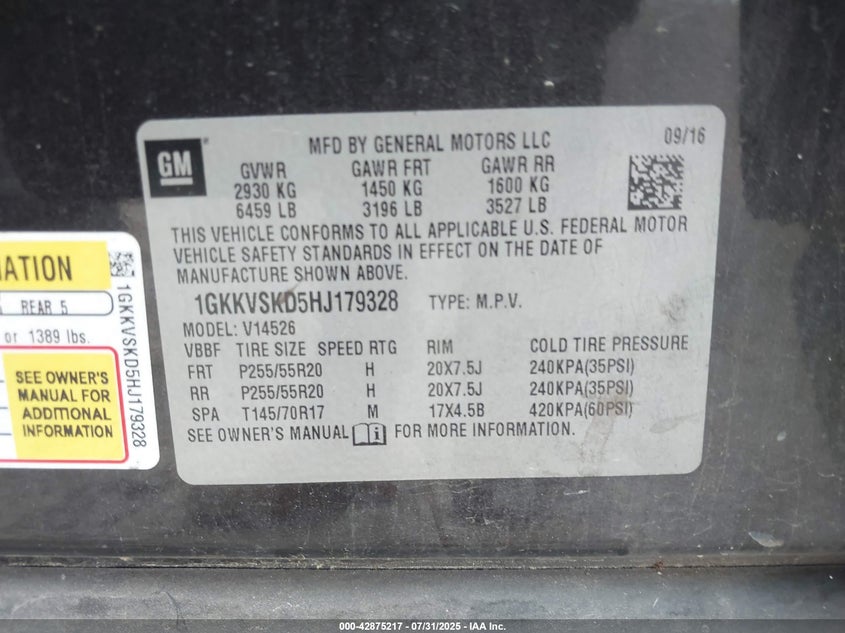 GM
MFD BY GENERAL MOTORS LLC
09/16
GVWR GAWR FRT GAWR RR
2930 KG 1450 KG 1600 KG
6459 LB 3196 LB 3527 LB
THIS VEHICLE CONFORMS TO ALL APPLICABLE U.S. FEDERAL MOTOR
VEHICLE SAFETY STANDARDS IN EFFECT ON THE DATE OF
MANUFACTURE SHOWN ABOVE.
1GKKVSKD5HJ179328 TYPE: M.P.V.
MODEL: V14526
VBBF TIRE SIZE SPEED RTG RIM COLD TIRE PRESSURE
FRT P255/55R20 H 20X7.5J 240KPA(35PSI)
RR P255/55R20 H 20X7.5J 240KPA(35PSI)
SPA T145/70R17 M 17X4.5B 420KPA(60PSI)
SEE OWNER'S MANUAL FOR MORE INFORMATION.
REAR 5
or 1389 lbs.
SEE OWNER'S
MANUAL FOR
ADDITIONAL
INFORMATION
1GKKVSKD5HJ179328
000-42875217 - 07/31/2025 - IAA Inc.